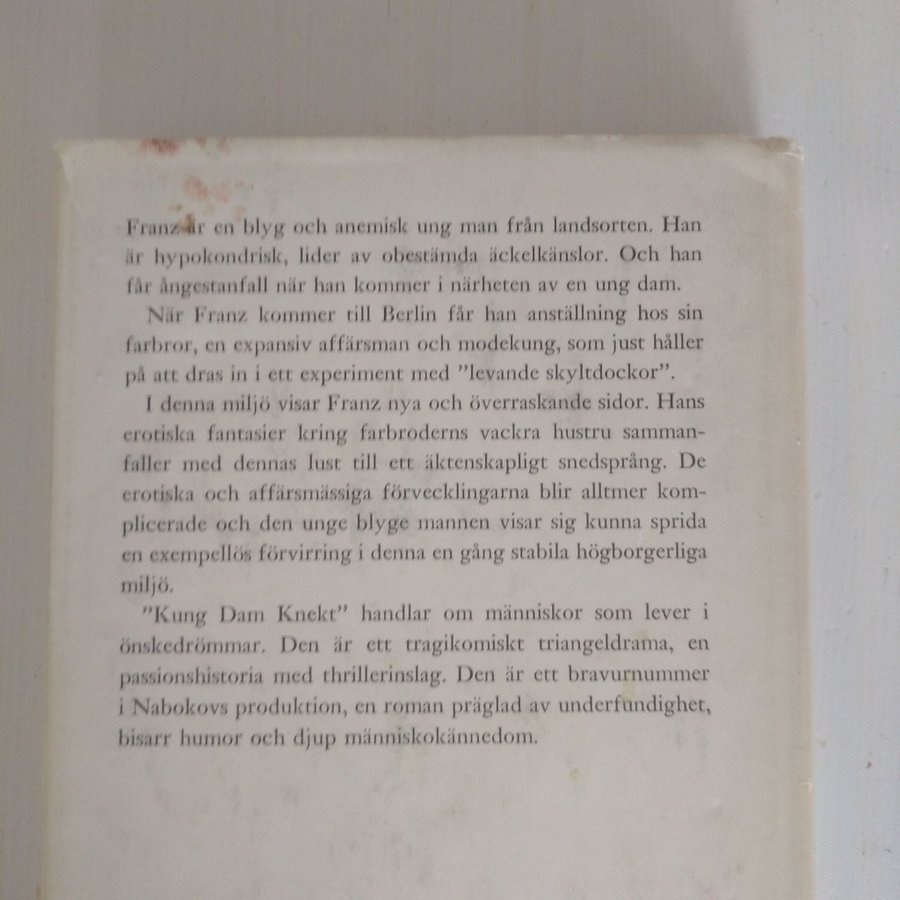 Franz är en blyg och anemisk ung man från landsorten. Han
är hypokondrisk, lider av obestämda äckelkänslor. Och han
får ångestanfall när han kommer i närheten av en ung dam.
När Franz kommer till Berlin får han anställning hos sin
farbror, en expansiv affärsman och modekung, som just håller
på att dras in i ett experiment med ”levande skyltdockor”.
I denna miljö visar Franz nya och överraskande sidor. Hans
erotiska fantasier kring farbroderns vackra hustru samman-
faller med dennas lust till ett äktenskapligt snedsprång. De
erotiska och affärsmässiga förvecklingarna blir alltmer kom-
plicerade och den unge blyge mannen visar sig kunna sprida
en exempellös förvirring i denna en gång stabila högborgerliga
miljö.
”Kung Dam Knekt” handlar om människor som lever i
önskedrömmar. Den är ett tragikomiskt triangeldrama, en
passionshistoria med thrillerinslag. Den är ett bravurnummer
i Nabokovs produktion, en roman präglad av underfundighet,
bisarr humor och djup människokännedom.